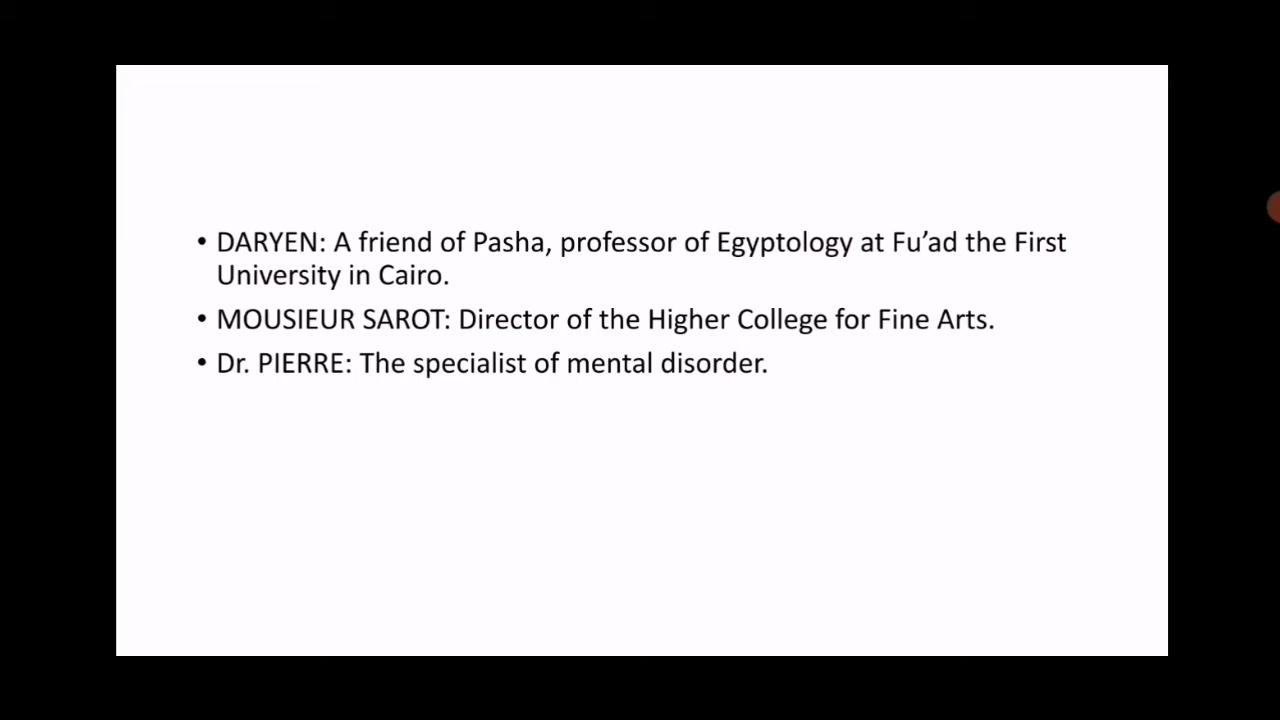 • DARYEN: A friend of Pasha, professor of Egyptology at Fu’ad the First
University in Cairo.
• MOUSIEUR SAROT: Director of the Higher College for Fine Arts.
• Dr. PIERRE: The specialist of mental disorder.